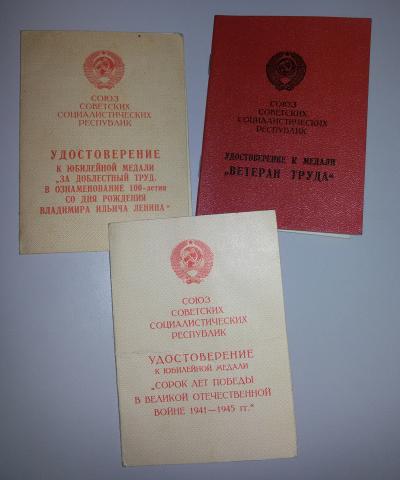 СОЮЗ
СОВЕТСКИХ
СОЦИАЛИСТИЧЕСКИХ
РЕСПУБЛИК
УДОСТОВЕРЕНИЕ
К ЮБИЛЕЙНОЙ МЕДАЛИ
„ЗА ДОБЛЕСТНЫЙ ТРУД.
В ОЗНАМЕНОВАНИЕ 100-летия
СО ДНЯ РОЖДЕНИЯ
ВЛАДИМИРА ИЛЬИЧА ЛЕНИНА“
СОЮЗ
СОВЕТСКИХ
СОЦИАЛИСТИЧЕСКИХ
РЕСПУБЛИК
УДОСТОВЕРЕНИЕ К МЕДАЛИ
„ВЕТЕРАН ТРУДА“
СОЮЗ
СОВЕТСКИХ
СОЦИАЛИСТИЧЕСКИХ
РЕСПУБЛИК
УДОСТОВЕРЕНИЕ
К ЮБИЛЕЙНОЙ МЕДАЛИ
„СОРОК ЛЕТ ПОБЕДЫ
В ВЕЛИКОЙ ОТЕЧЕСТВЕННОЙ
ВОЙНЕ 1941—1945 гг.“